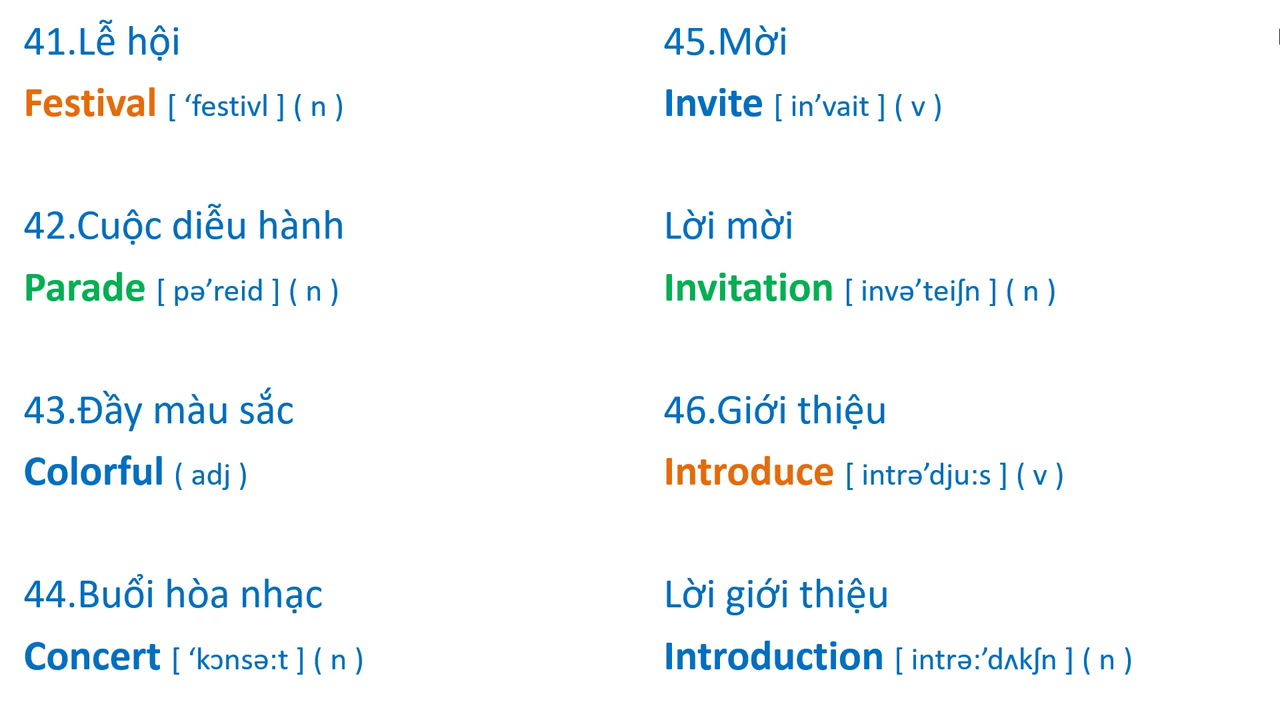 41.Lễ hội
Festival [ ‘festivl ] ( n )
42.Cuộc diễu hành
Parade [ pə’reid ] ( n )
43.Đầy màu sắc
Colorful ( adj )
44.Buổi hòa nhạc
Concert [ ‘kɔnsə:t ] ( n )
45.Mời
Invite [ in’vait ] ( v )
Lời mời
Invitation [ invə’teiʃn ] ( n )
46.Giới thiệu
Introduce [ intrə’dju:s ] ( v )
Lời giới thiệu
Introduction [ intrə:’dʌkʃn ] ( n )